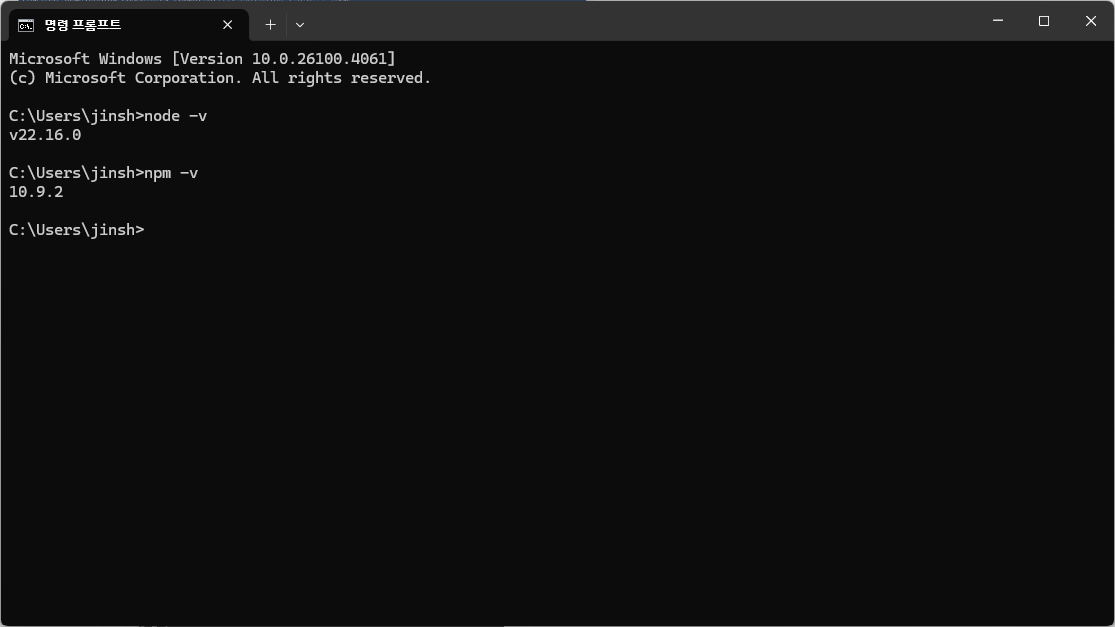 명령 프롬프트
Microsoft Windows [Version 10.0.26100.4061]
(c) Microsoft Corporation. All rights reserved.
C:\Users\jinsh>node -v
v22.16.0
C:\Users\jinsh>npm -v
10.9.2
C:\Users\jinsh>